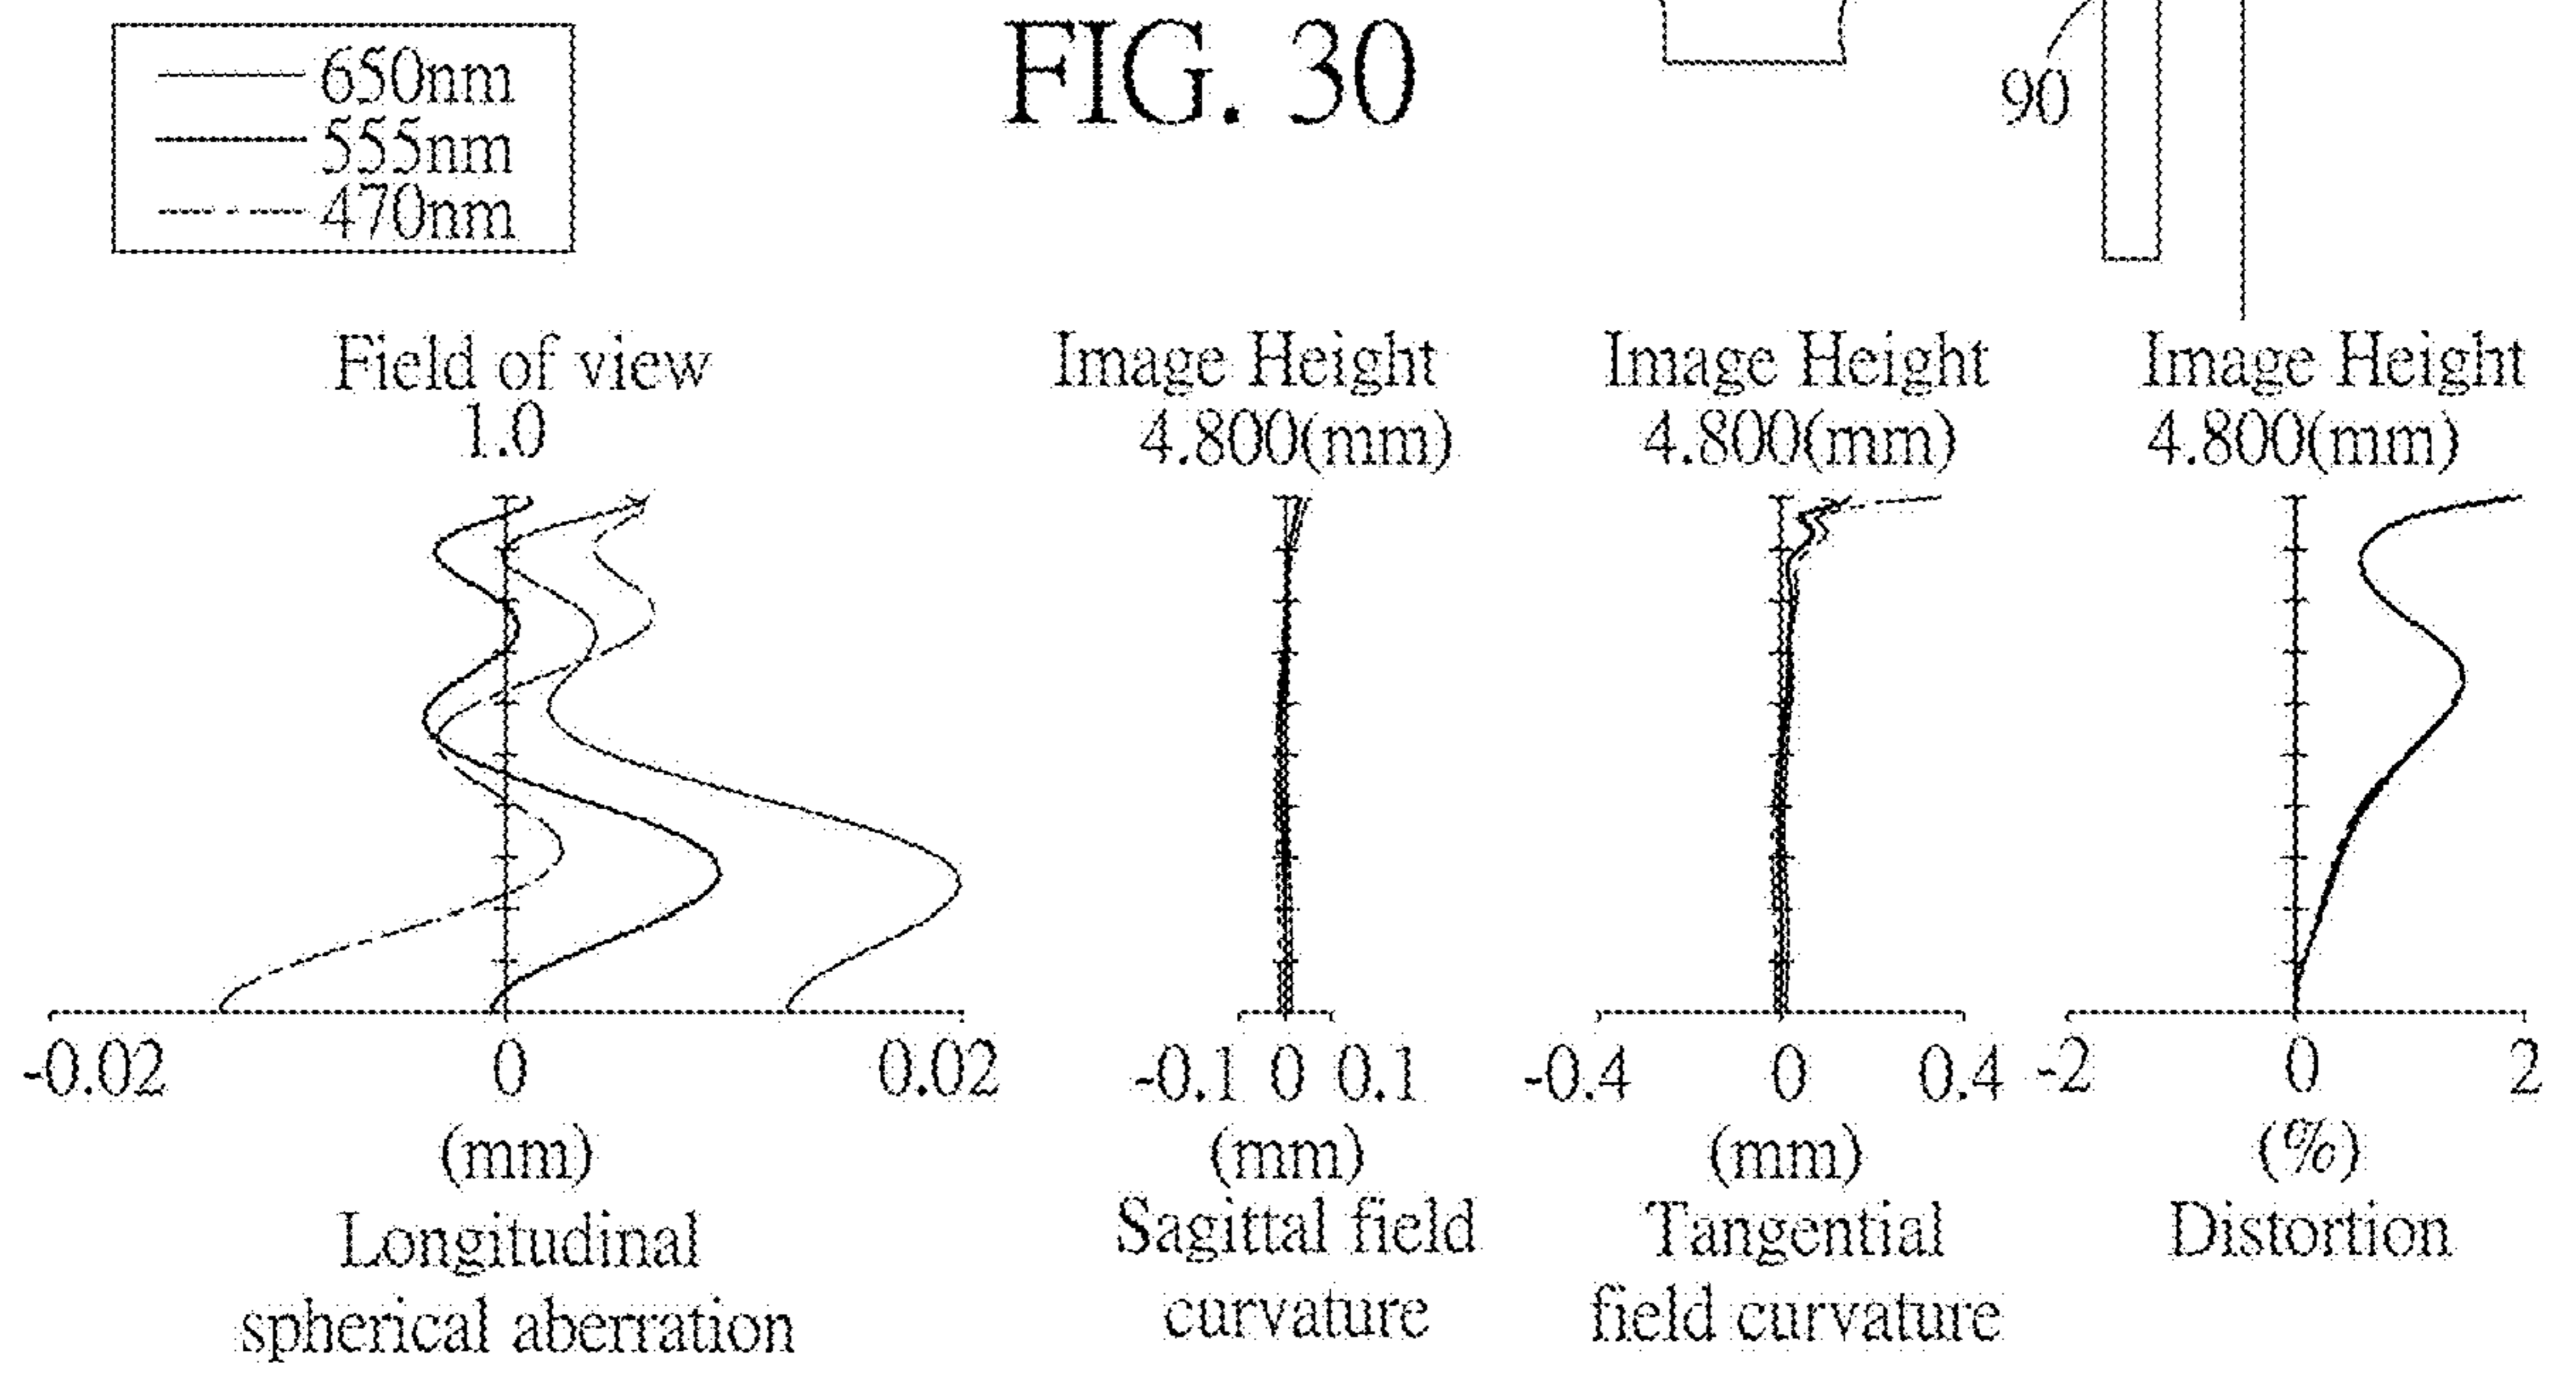 650nm
555nm
470nm
FIG. 30
90
Field of view
1.0
Image Height
4.800(mm)
Image Height
4.800(mm)
Image Height
4.800(mm)
-0.02 0 0.02
(mm)
Longitudinal
spherical aberration
-0.1 0 0.1
(mm)
Sagittal field
curvature
-0.4 0 0.4
(mm)
Tangential
field curvature
-2 0 2
(%)
Distortion